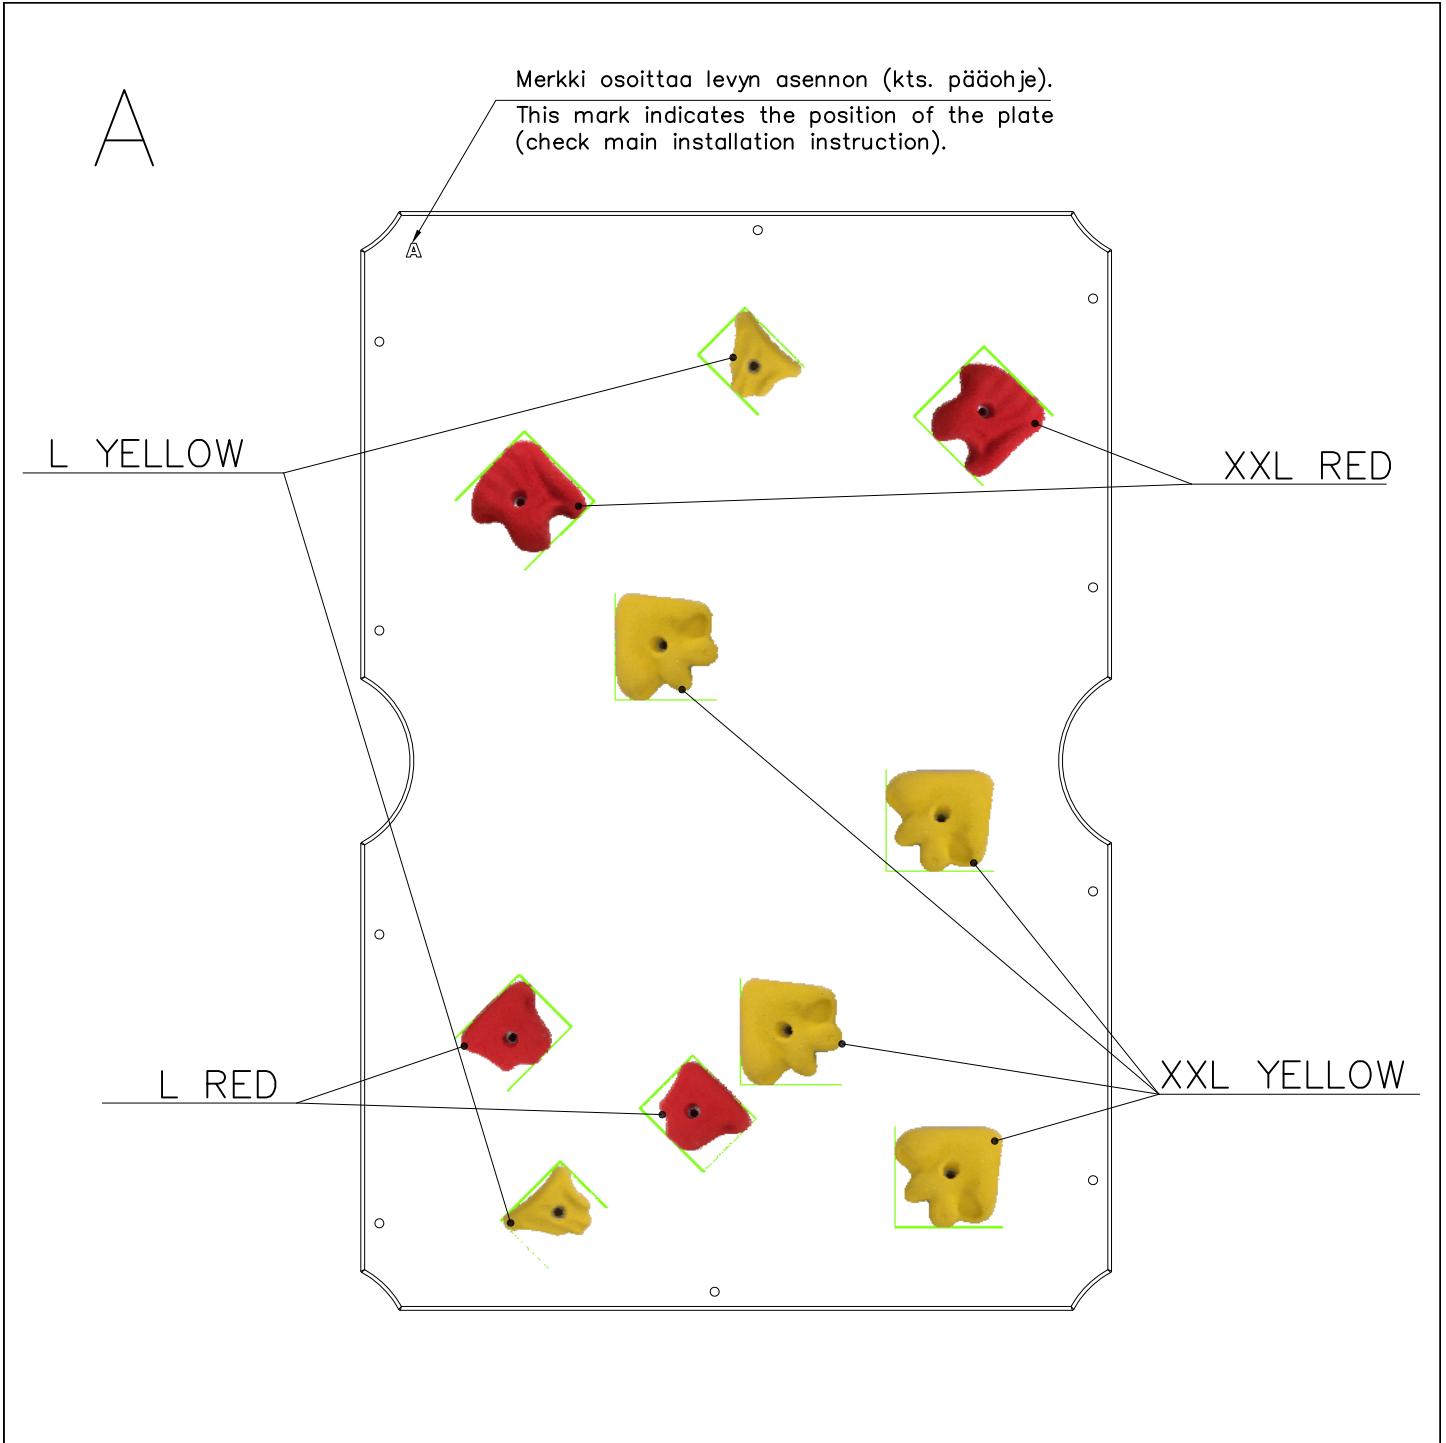 A
Merkki osoittaa levyn asennon (kts. pääohje).
This mark indicates the position of the plate
(check main installation instruction).
A
L YELLOW
XXL RED
L RED
XXL YELLOW